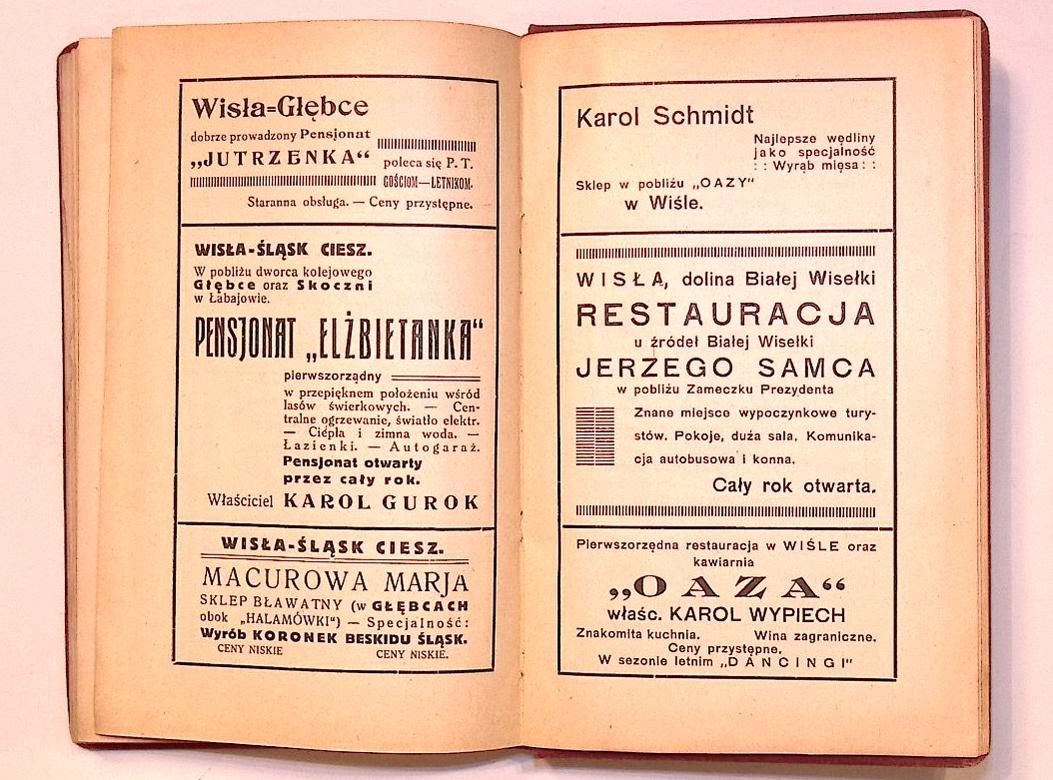 Wisła=Głębce
dobrze prowadzony Pensjonat
„JUTRZENKA“ poleca się P. T.
GOŚCIOM—LETNIKOM.
Staranna obsługa. — Ceny przystępne.
WISŁA-ŚLĄSK CIESZ.
W pobliżu dworca kolejowego
Głębce oraz Skoczni
w Łabajowie.
PENSJONAT „ELŻBIETANKA“
pierwszorządny
w przepięknem położeniu wśród
lasów świerkowych. — Cen-
tralne ogrzewanie, światło elektr.
— Ciepła i zimna woda. —
Łazienki. — Autogaraż.
Pensjonat otwarty
przez cały rok.
Właściciel KAROL GUROK
WISŁA-ŚLĄSK CIESZ.
MACUROWA MARJA
SKLEP BŁAWATNY (w GŁĘBCACH
obok „HALAMÓWKI“) — Specjalność:
Wyrób KORONEK BESKIDU ŚLĄSK.
CENY NISKIE CENY NISKIE.
Karol Schmidt
Najlepsze wędliny
jako specjalność
: : Wyrąb mięsa : :
Sklep w pobliżu „OAZY“
w Wiśle.
WISŁA, dolina Białej Wisełki
RESTAURACJA
u źródeł Białej Wisełki
JERZEGO SAMCA
w pobliżu Zameczku Prezydenta
Znane miejsce wypoczynkowe tury-
stów. Pokoje, duża sala. Komunika-
cja autobusowa i konna.
Cały rok otwarta.
Pierwszorzędna restauracja w WIŚLE oraz
kawiarnia
„OAZA“
właśc. KAROL WYPIECH
Znakomita kuchnia. Wina zagraniczne.
Ceny przystępne.
W sezonie letnim „DANCINGI“